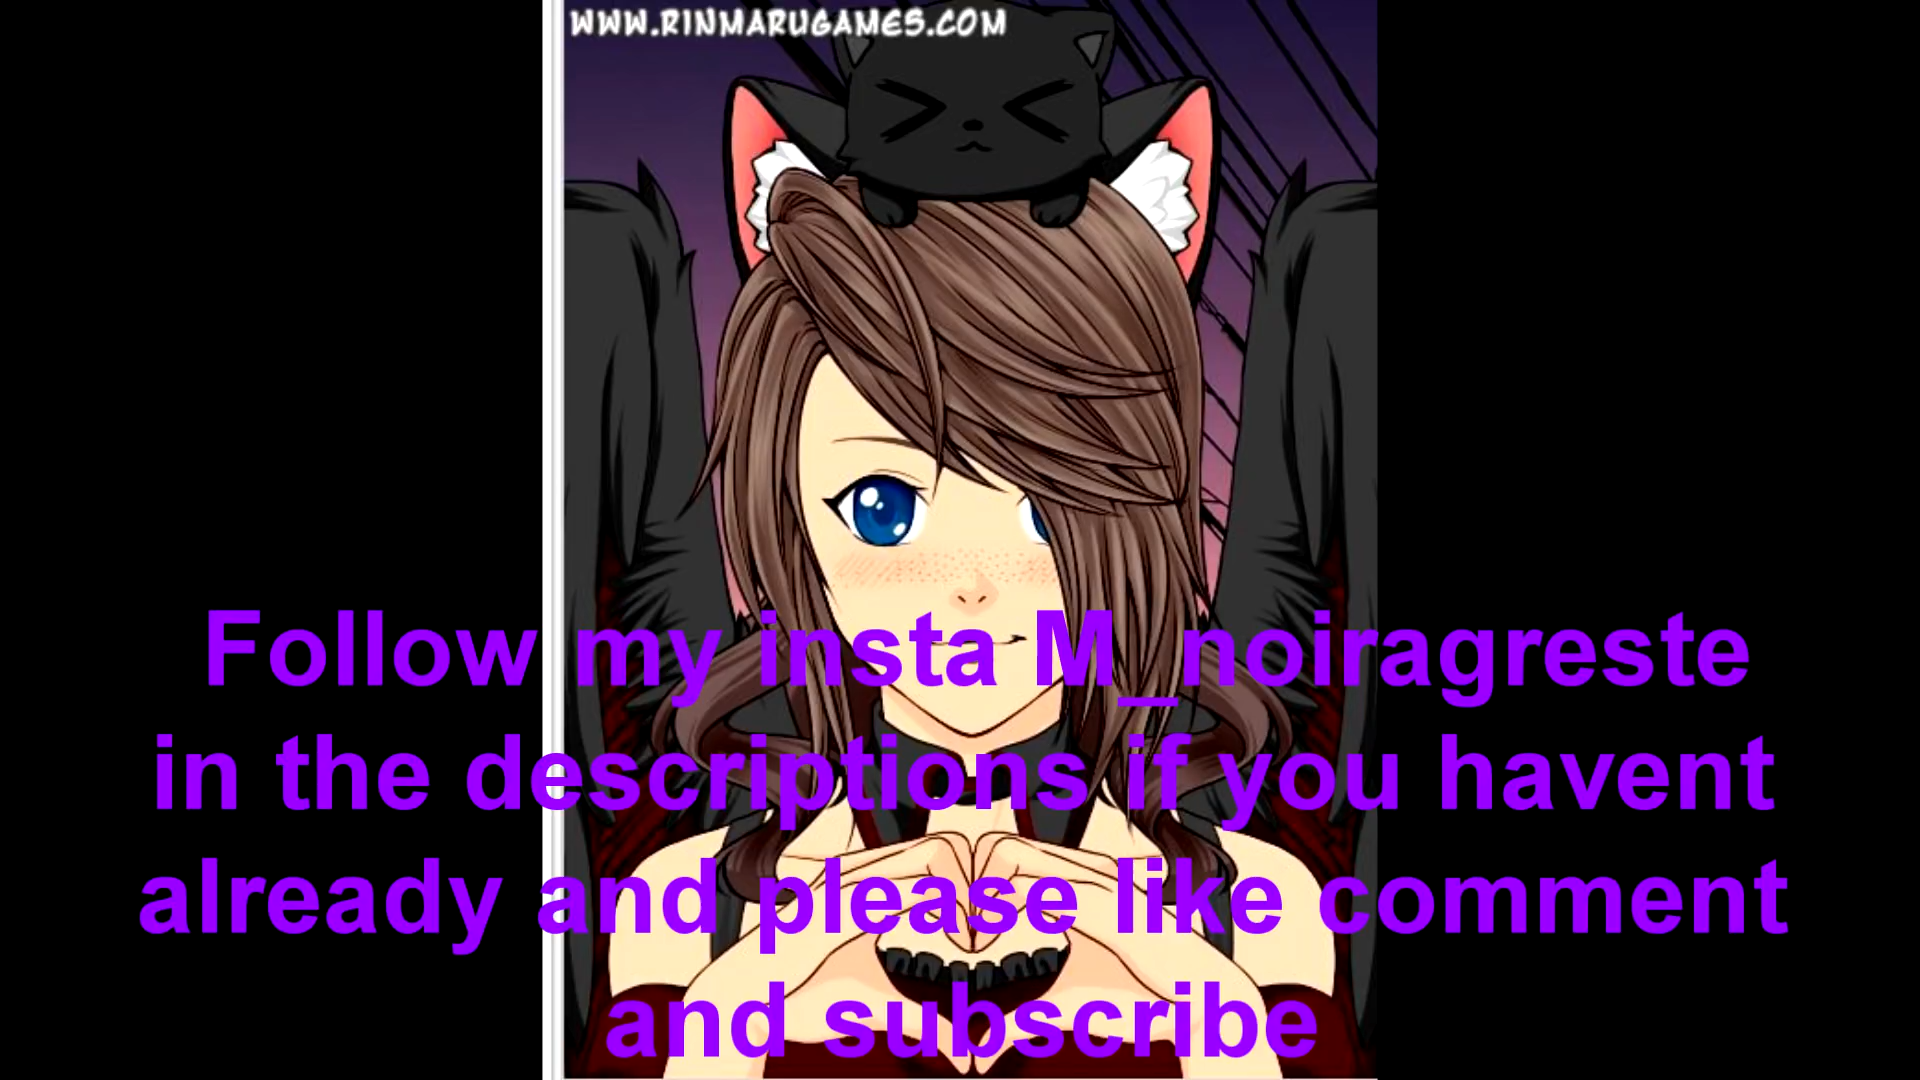 WWW.RINMARUGAMES.COM
Follow my insta M_noiragreste
in the descriptions if you havent
already and please like comment
and subscribe